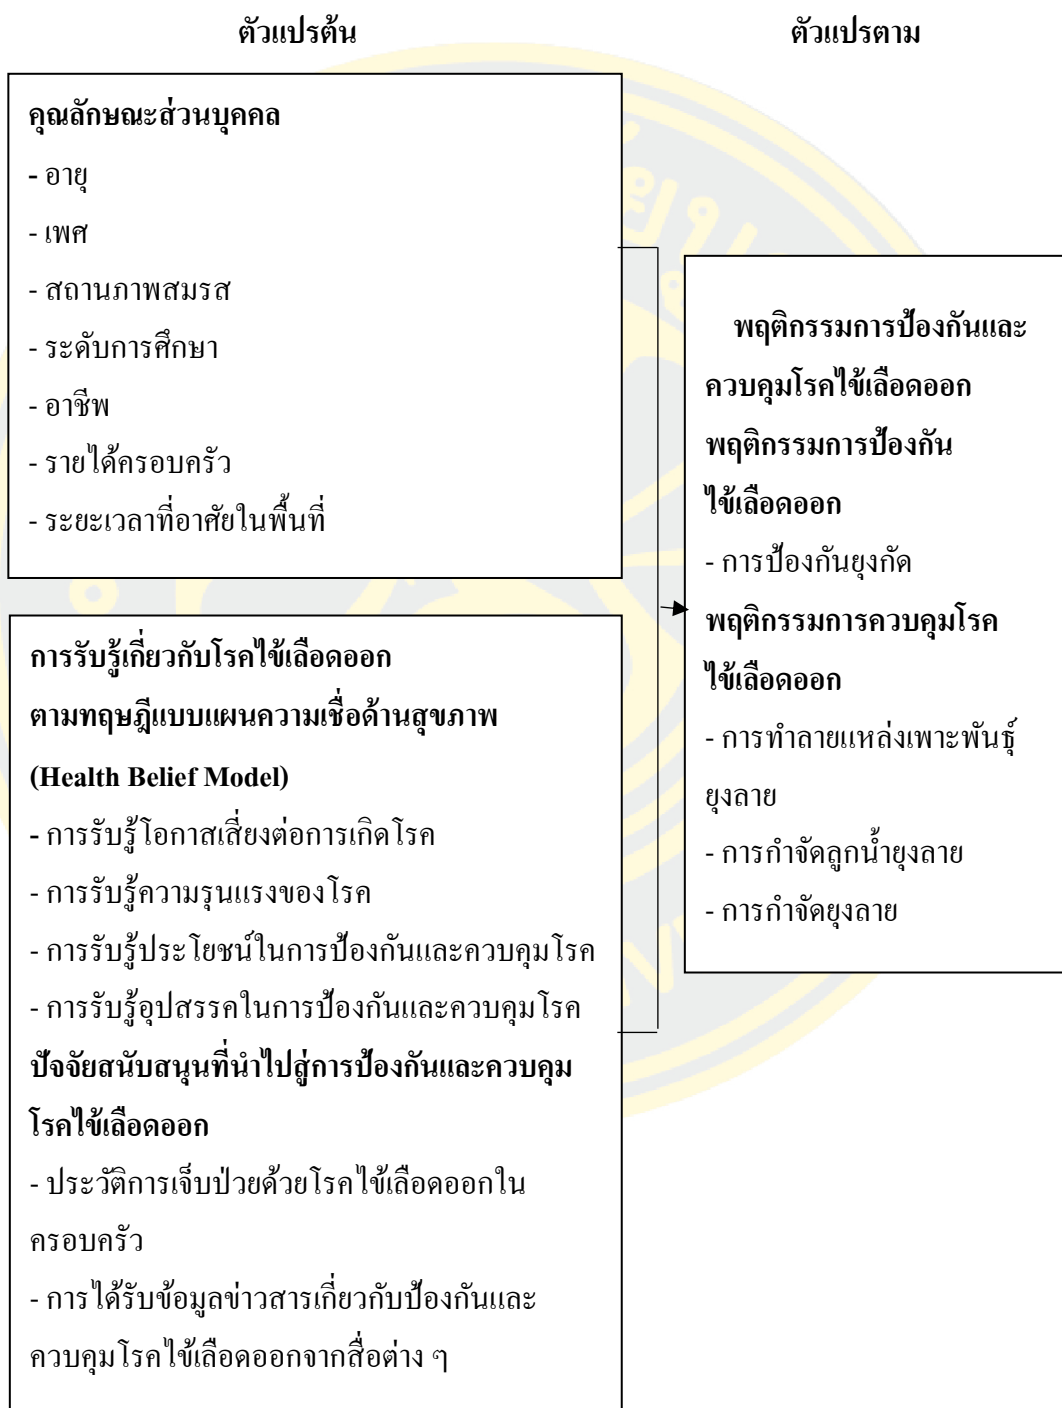 ตัวแปรต้น
ตัวแปรตาม
คุณลักษณะส่วนบุคคล
- อายุ
- เพศ
- สถานภาพสมรส
- ระดับการศึกษา
- อาชีพ
- รายได้ครอบครัว
- ระยะเวลาที่อาศัยในพื้นที่
การรับรู้เกี่ยวกับโรคไข้เลือดออก
ตามทฤษฎีแบบแผนความเชื่อด้านสุขภาพ
(Health Belief Model)
- การรับรู้โอกาสเสี่ยงต่อการเกิดโรค
- การรับรู้ความรุนแรงของโรค
- การรับรู้ประโยชน์ในการป้องกันและควบคุมโรค
- การรับรู้อุปสรรคในการป้องกันและควบคุมโรค
ปัจจัยสนับสนุนที่นำไปสู่การป้องกันและควบคุม
โรคไข้เลือดออก
- ประวัติการเจ็บป่วยด้วยโรคไข้เลือดออกใน
ครอบครัว
- การได้รับข้อมูลข่าวสารเกี่ยวกับป้องกันและ
ควบคุมโรคไข้เลือดออกจากสื่อต่าง ๆ
พฤติกรรมการป้องกันและ
ควบคุมโรคไข้เลือดออก
พฤติกรรมการป้องกัน
ไข้เลือดออก
- การป้องกันยุงกัด
พฤติกรรมการควบคุมโรค
ไข้เลือดออก
- การทำลายแหล่งเพาะพันธุ์
ยุงลาย
- การกำจัดลูกน้ำยุงลาย
- การกำจัดยุงลาย